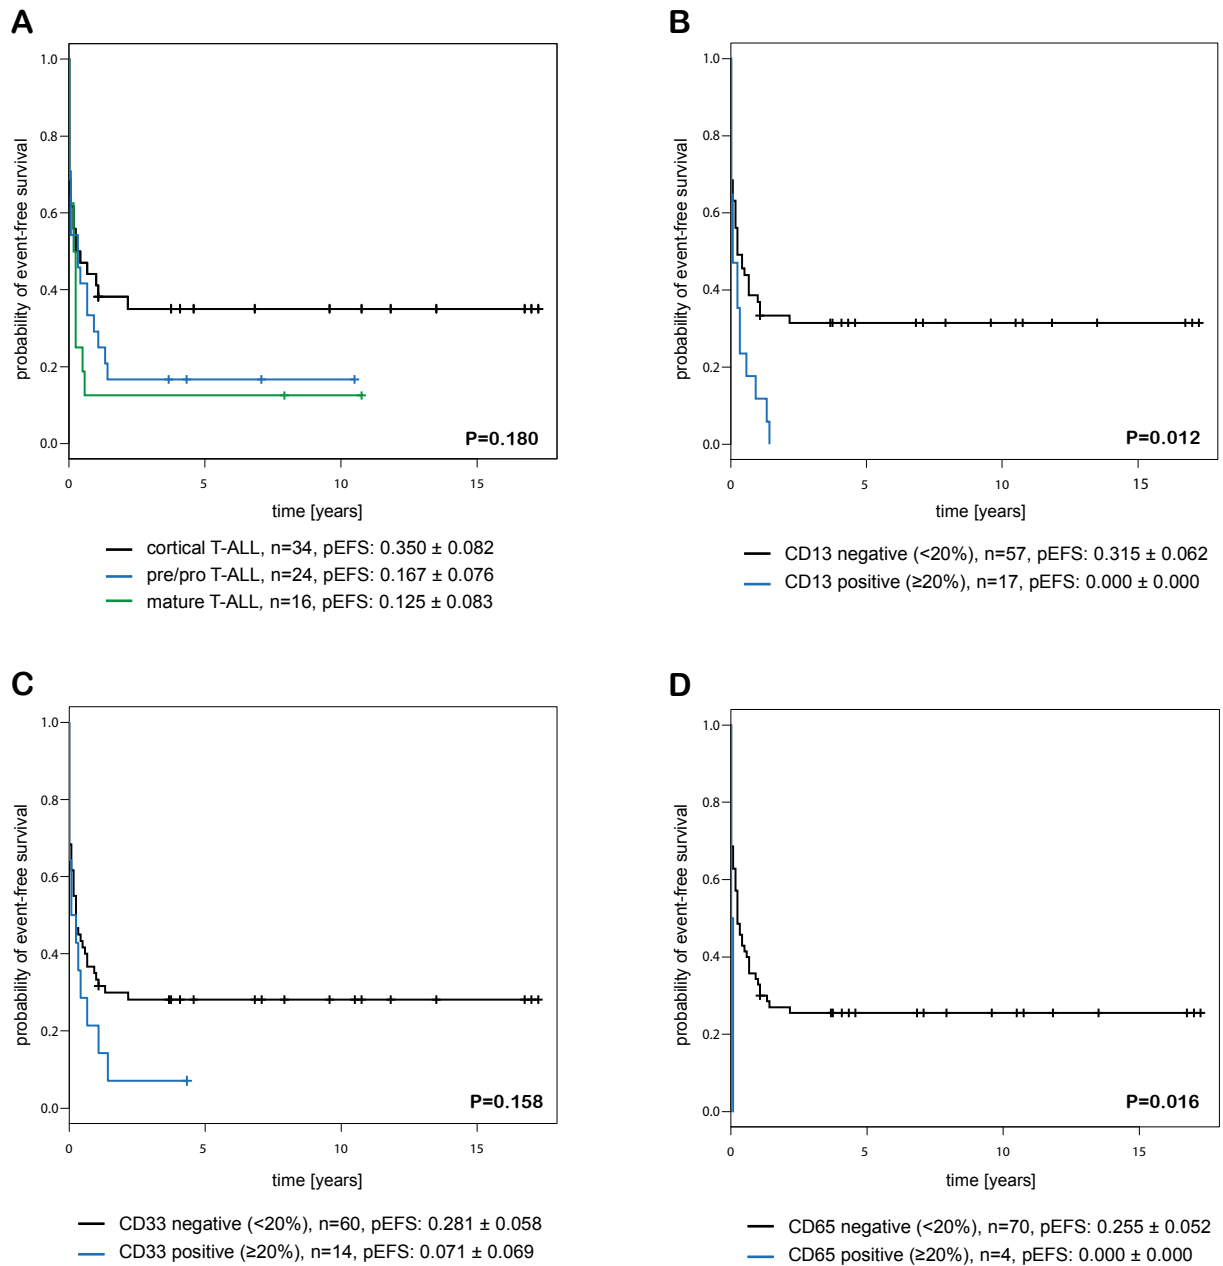 A
probability of event-free survival
1.0
0.8
0.6
0.4
0.2
0.0
P=0.180
0 5 10 15
time [years]
cortical T-ALL, n=34, pEFS: 0.350 ± 0.082
pre/pro T-ALL, n=24, pEFS: 0.167 ± 0.076
mature T-ALL, n=16, pEFS: 0.125 ± 0.083
B
probability of event-free survival
1.0
0.8
0.6
0.4
0.2
0.0
P=0.012
0 5 10 15
time [years]
CD13 negative (<20%), n=57, pEFS: 0.315 ± 0.062
CD13 positive (≥20%), n=17, pEFS: 0.000 ± 0.000
C
probability of event-free survival
1.0
0.8
0.6
0.4
0.2
0.0
P=0.158
0 5 10 15
time [years]
CD33 negative (<20%), n=60, pEFS: 0.281 ± 0.058
CD33 positive (≥20%), n=14, pEFS: 0.071 ± 0.069
D
probability of event-free survival
1.0
0.8
0.6
0.4
0.2
0.0
P=0.016
0 5 10 15
time [years]
CD65 negative (<20%), n=70, pEFS: 0.255 ± 0.052
CD65 positive (≥20%), n=4, pEFS: 0.000 ± 0.000